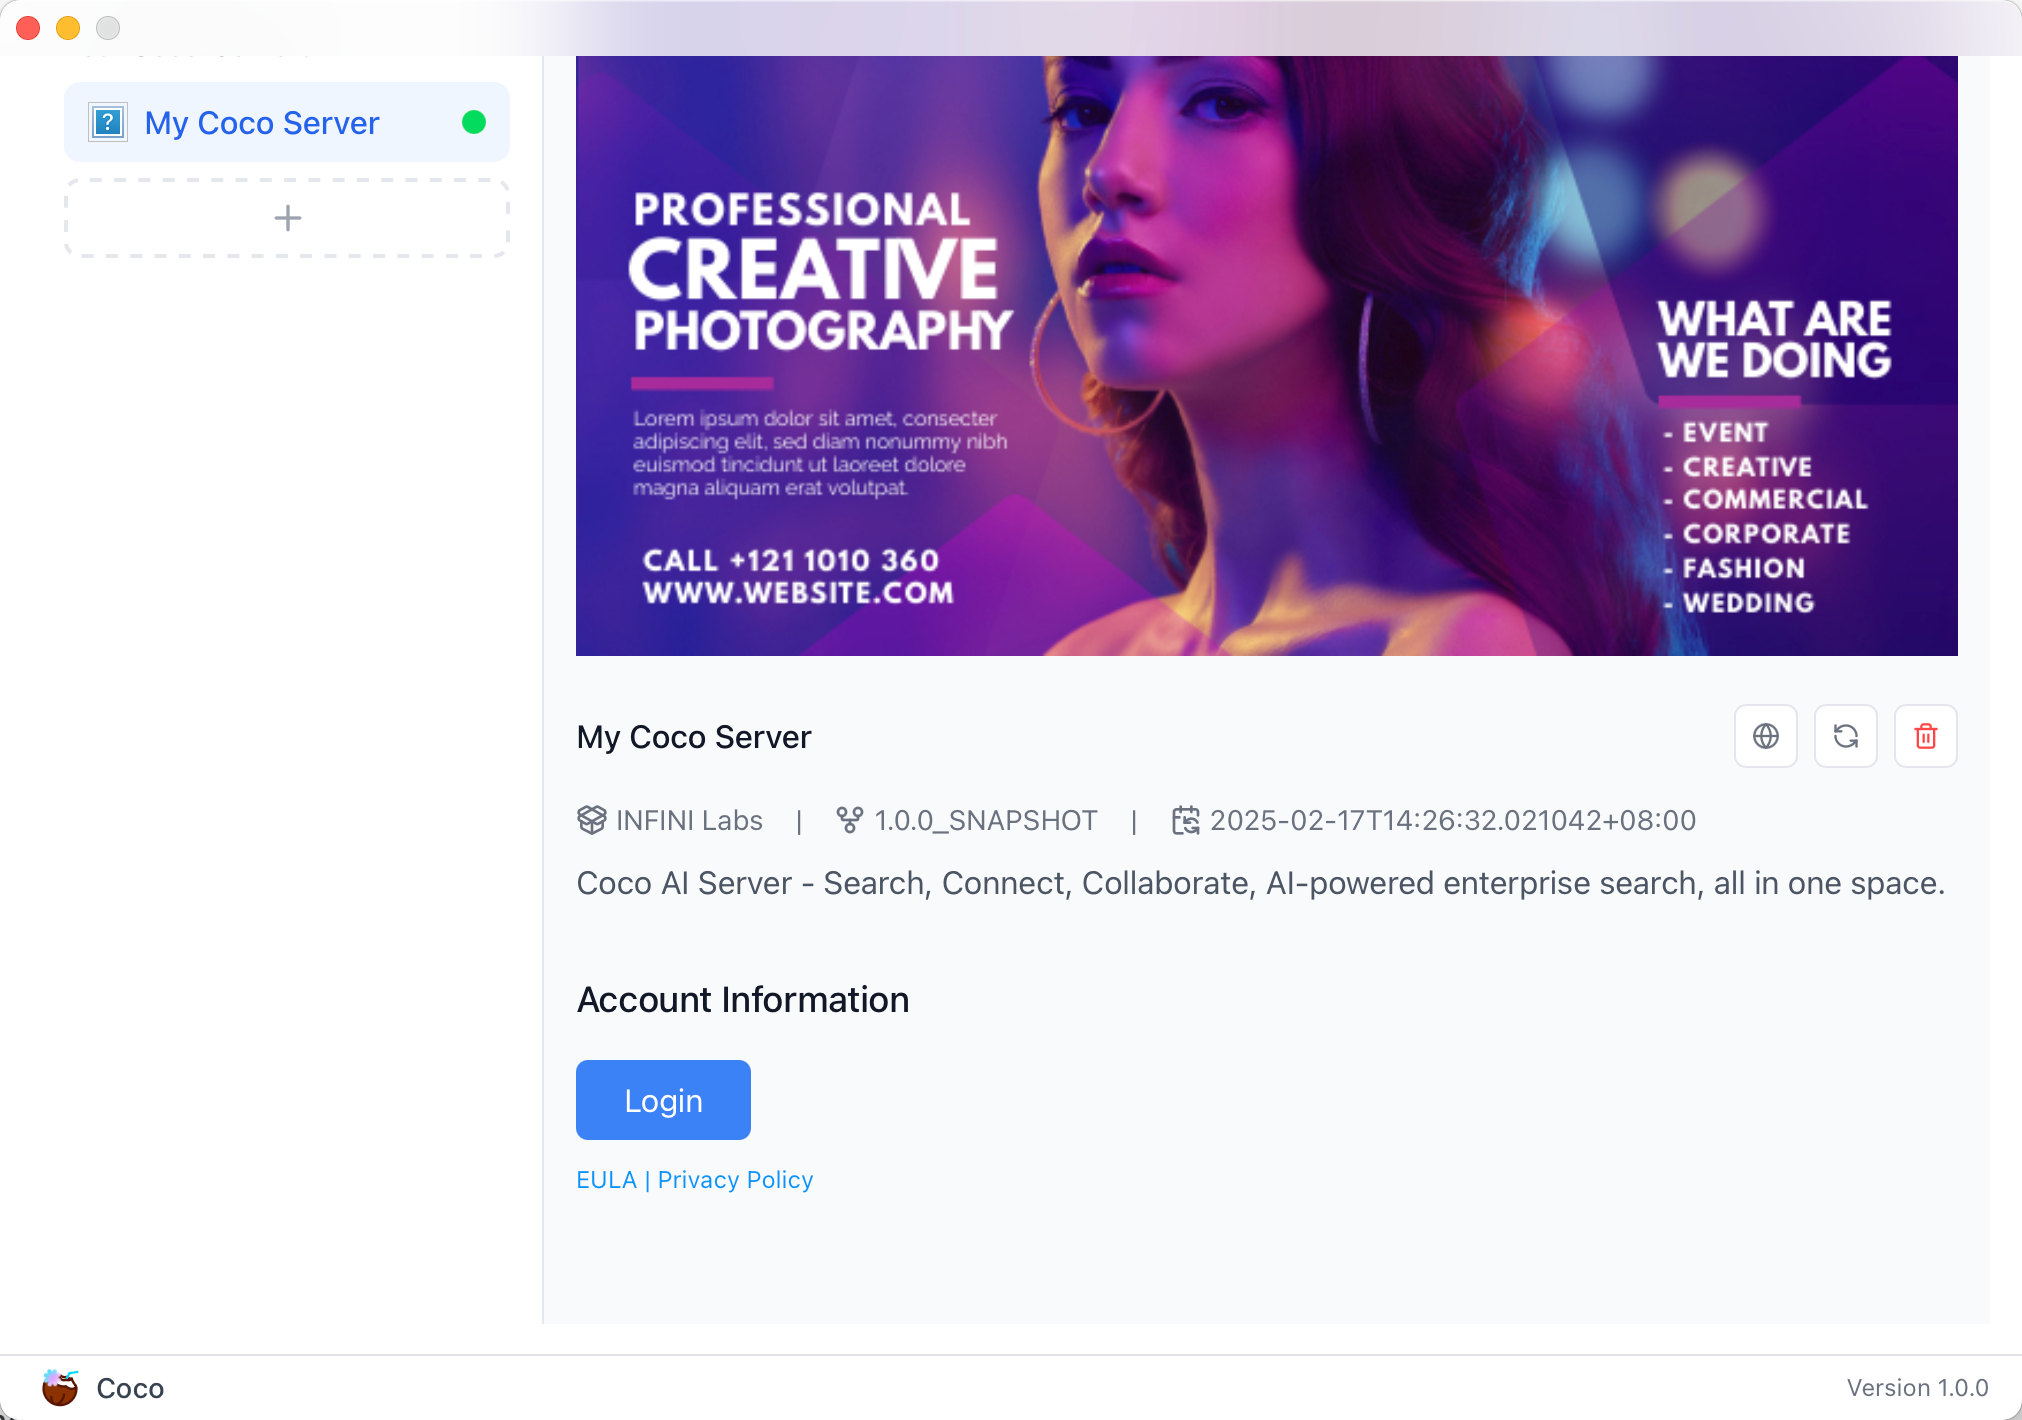 My Coco Server
PROFESSIONAL
CREATIVE
PHOTOGRAPHY
Lorem ipsum dolor sit amet, consecter
adipiscing elit, sed diam nonummy nibh
euismod tincidunt ut laoreet dolore
magna aliquam erat volutpat.
CALL +121 1010 360
WWW.WEBSITE.COM
WHAT ARE
WE DOING
- EVENT
- CREATIVE
- COMMERCIAL
- CORPORATE
- FASHION
- WEDDING
My Coco Server
INFINI Labs | 1.0.0_SNAPSHOT | 2025-02-17T14:26:32.021042+08:00
Coco AI Server - Search, Connect, Collaborate, AI-powered enterprise search, all in one space.
Account Information
Login
EULA | Privacy Policy
Coco
Version 1.0.0